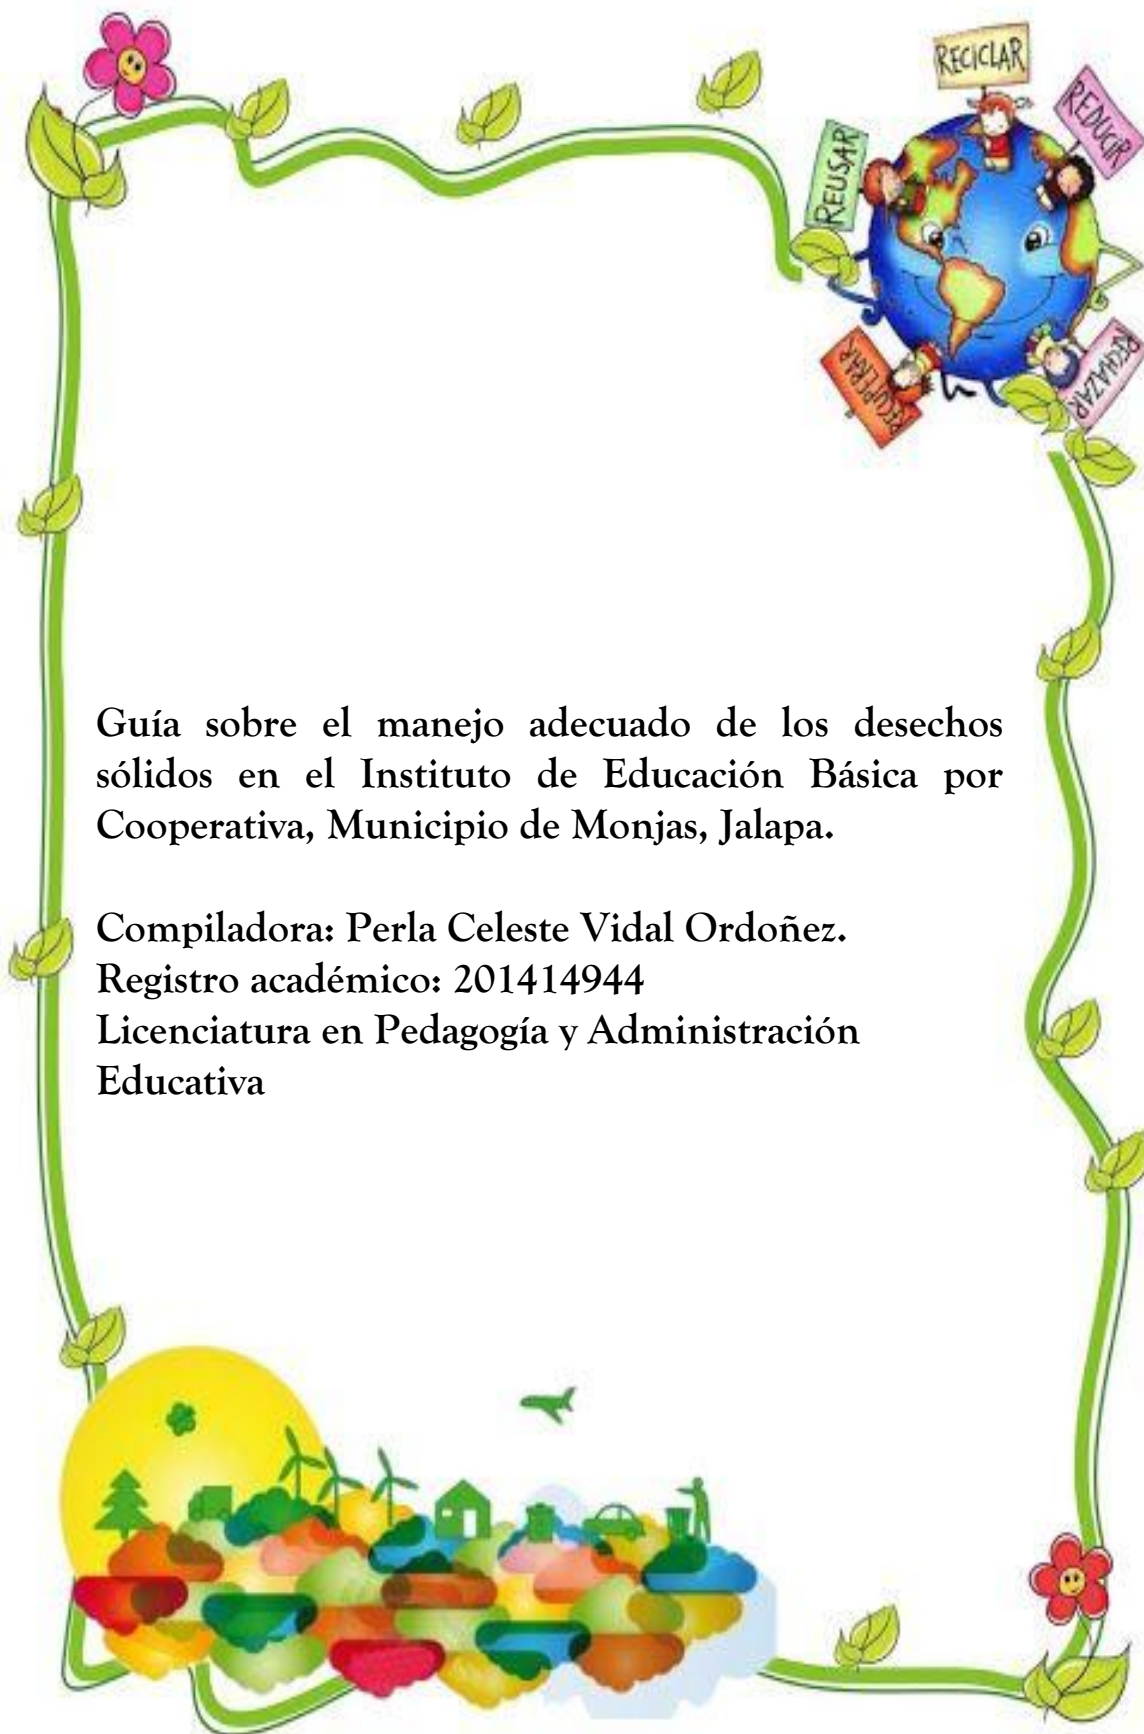 RECICLAR
REDUCIR
REUSAR
RECUPERAR
RECHAZAR
Guía sobre el manejo adecuado de los desechos
sólidos en el Instituto de Educación Básica por
Cooperativa, Municipio de Monjas, Jalapa.
Compiladora: Perla Celeste Vidal Ordoñez.
Registro académico: 201414944
Licenciatura en Pedagogía y Administración
Educativa